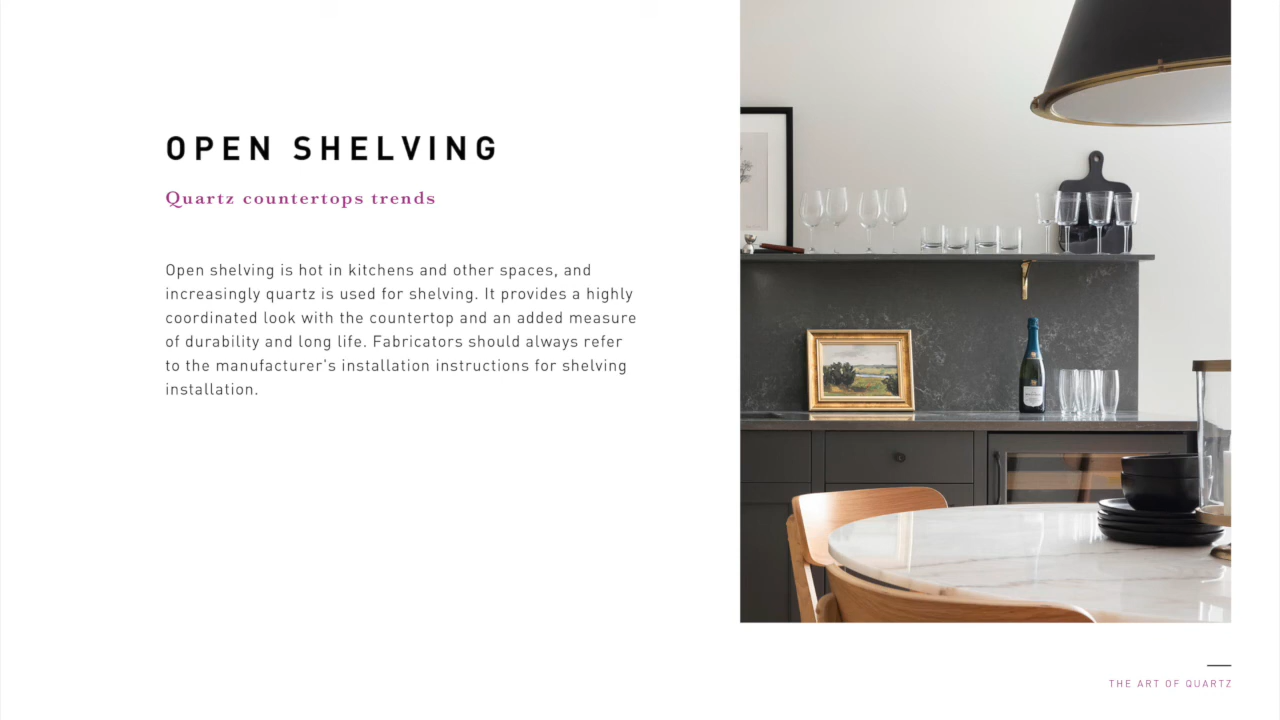 OPEN SHELVING
Quartz countertops trends
Open shelving is hot in kitchens and other spaces, and
increasingly quartz is used for shelving. It provides a highly
coordinated look with the countertop and an added measure
of durability and long life. Fabricators should always refer
to the manufacturer's installation instructions for shelving
installation.
THE ART OF QUARTZ